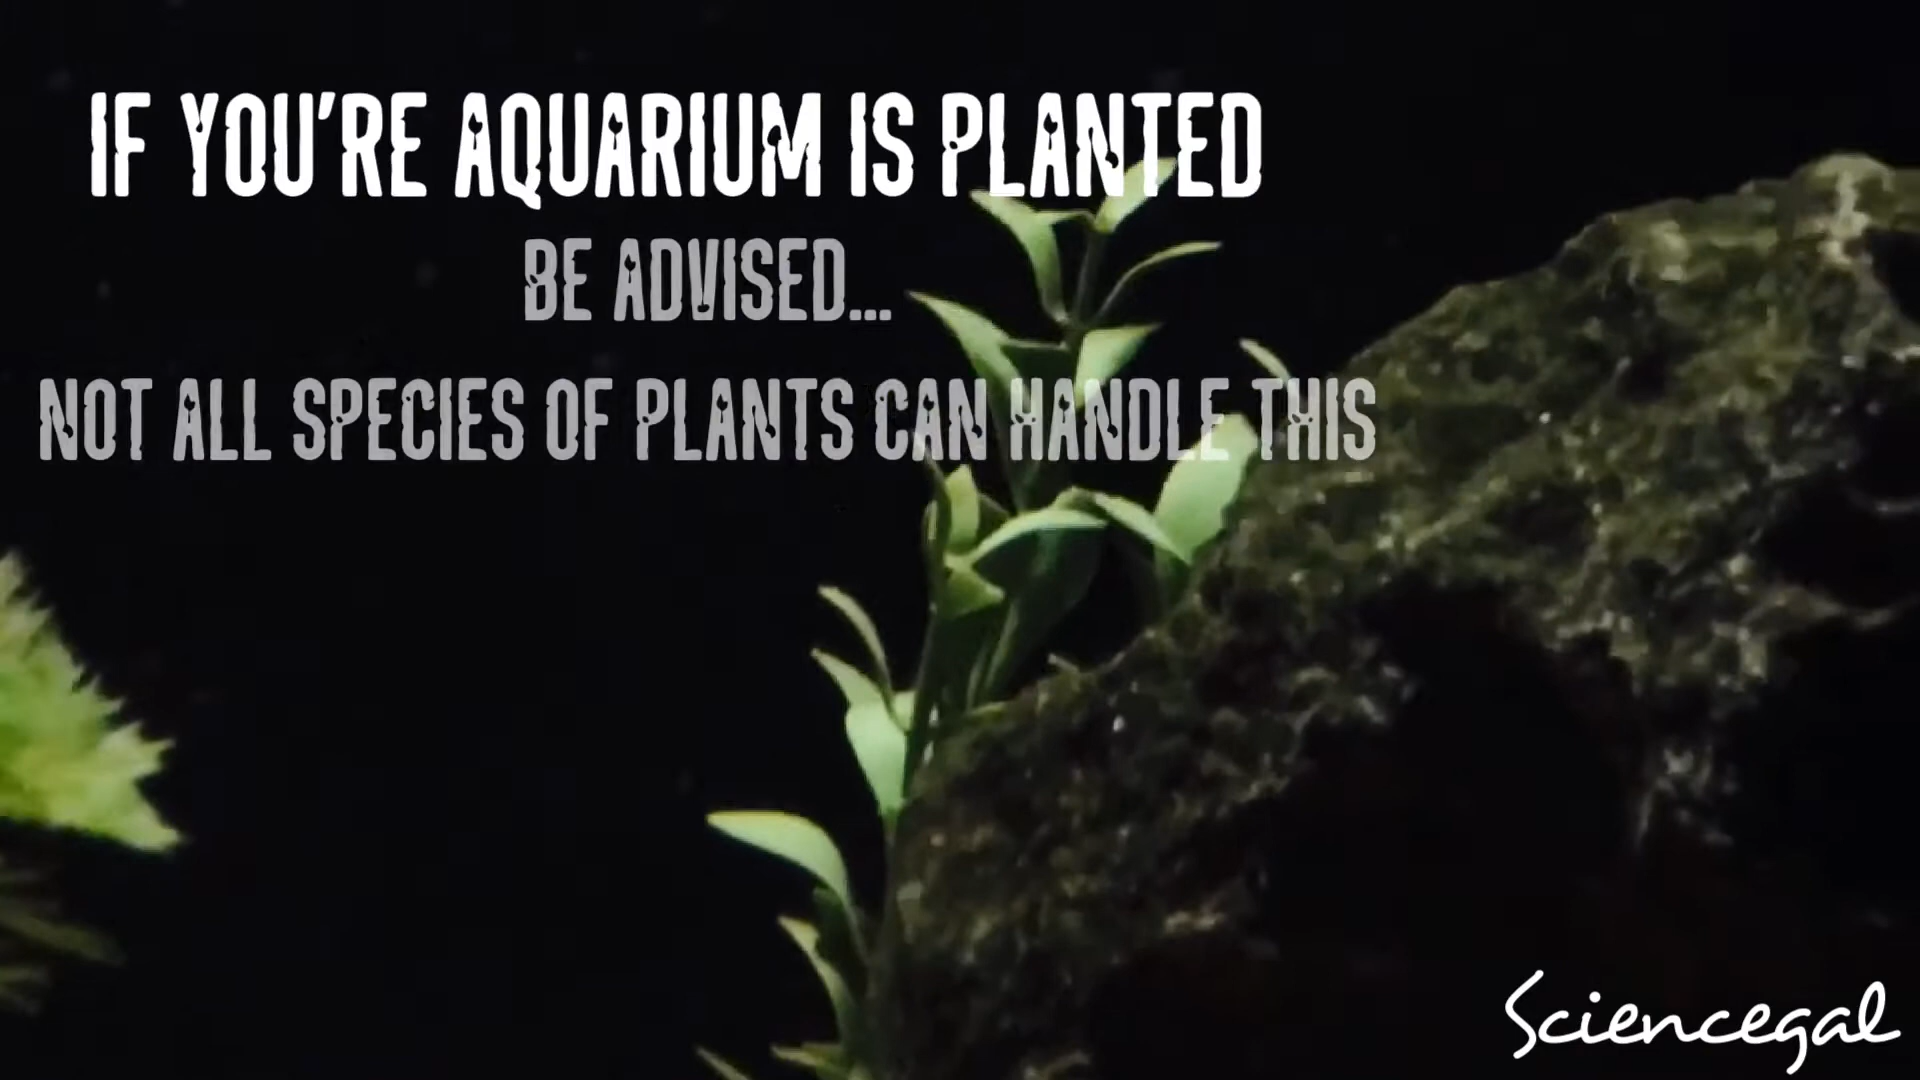 IF YOU'RE AQUARIUM IS PLANTED
BE ADVISED...
NOT ALL SPECIES OF PLANTS CAN HANDLE THIS
Sciencegal